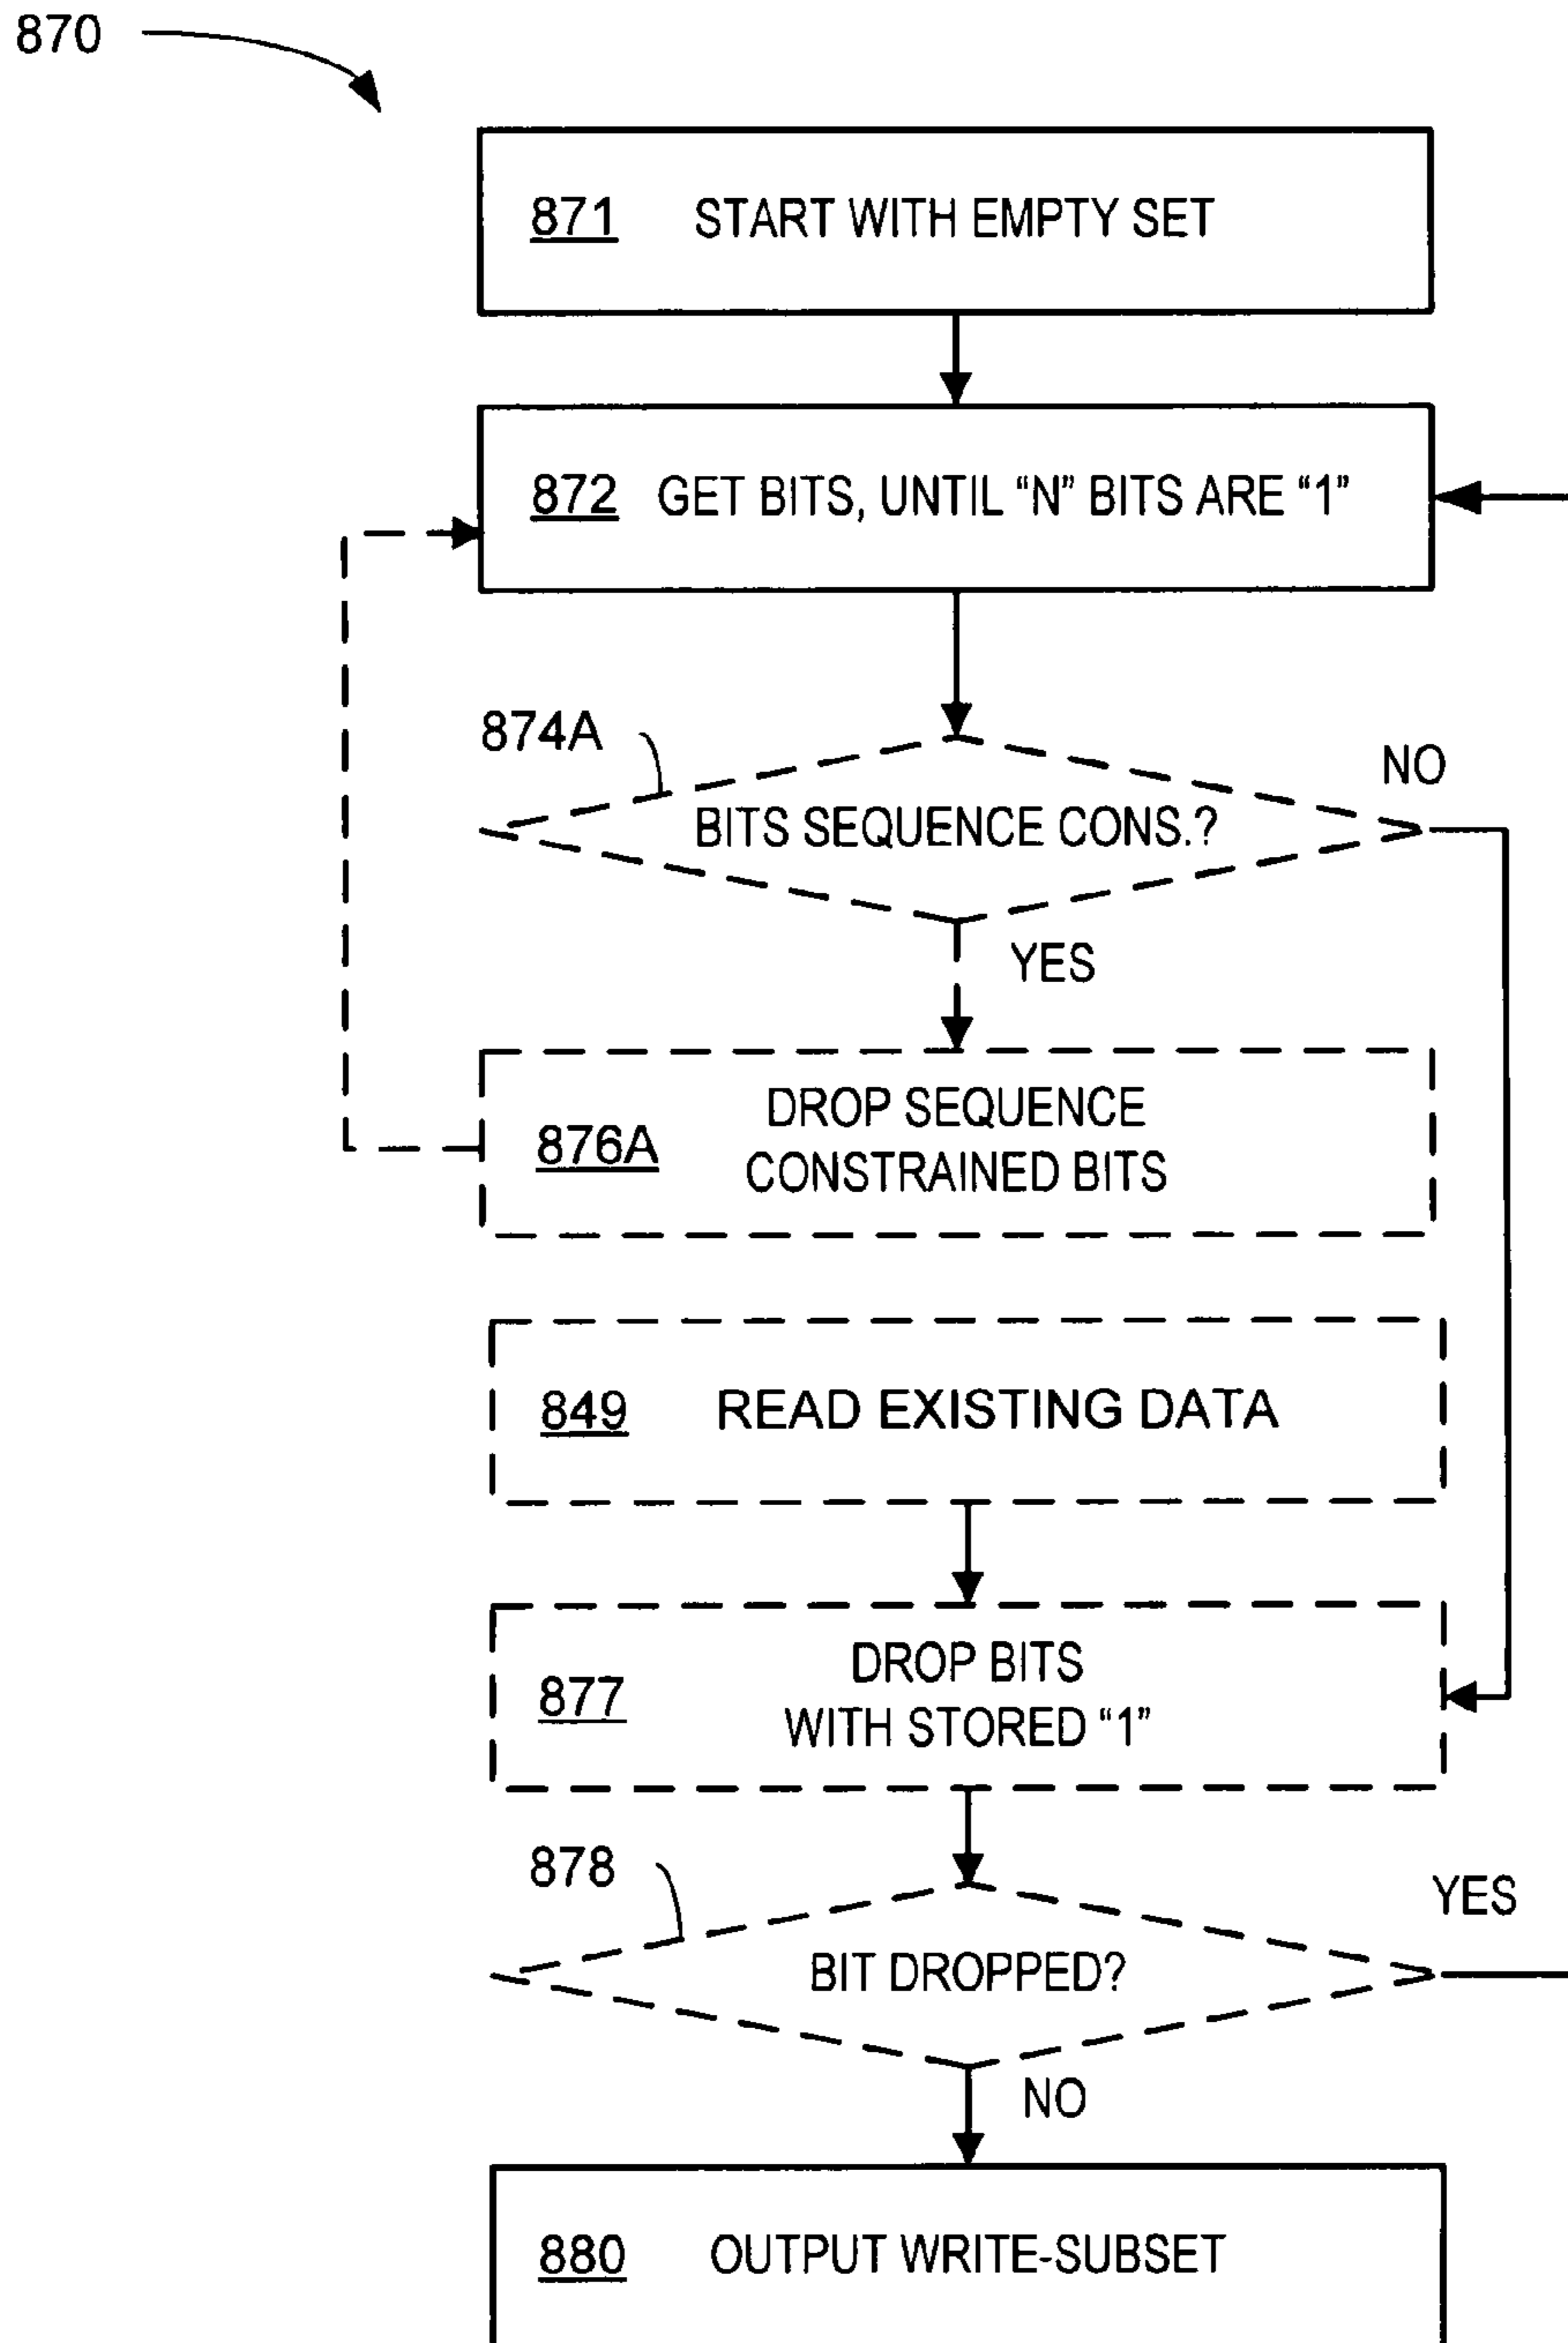 870
871 START WITH EMPTY SET
872 GET BITS, UNTIL “N” BITS ARE “1”
874A
NO
BITS SEQUENCE CONS.?
YES
DROP SEQUENCE
876A
CONSTRAINED BITS
849 READ EXISTING DATA
DROP BITS
877
WITH STORED “1”
878
YES
BIT DROPPED?
NO
880 OUTPUT WRITE-SUBSET